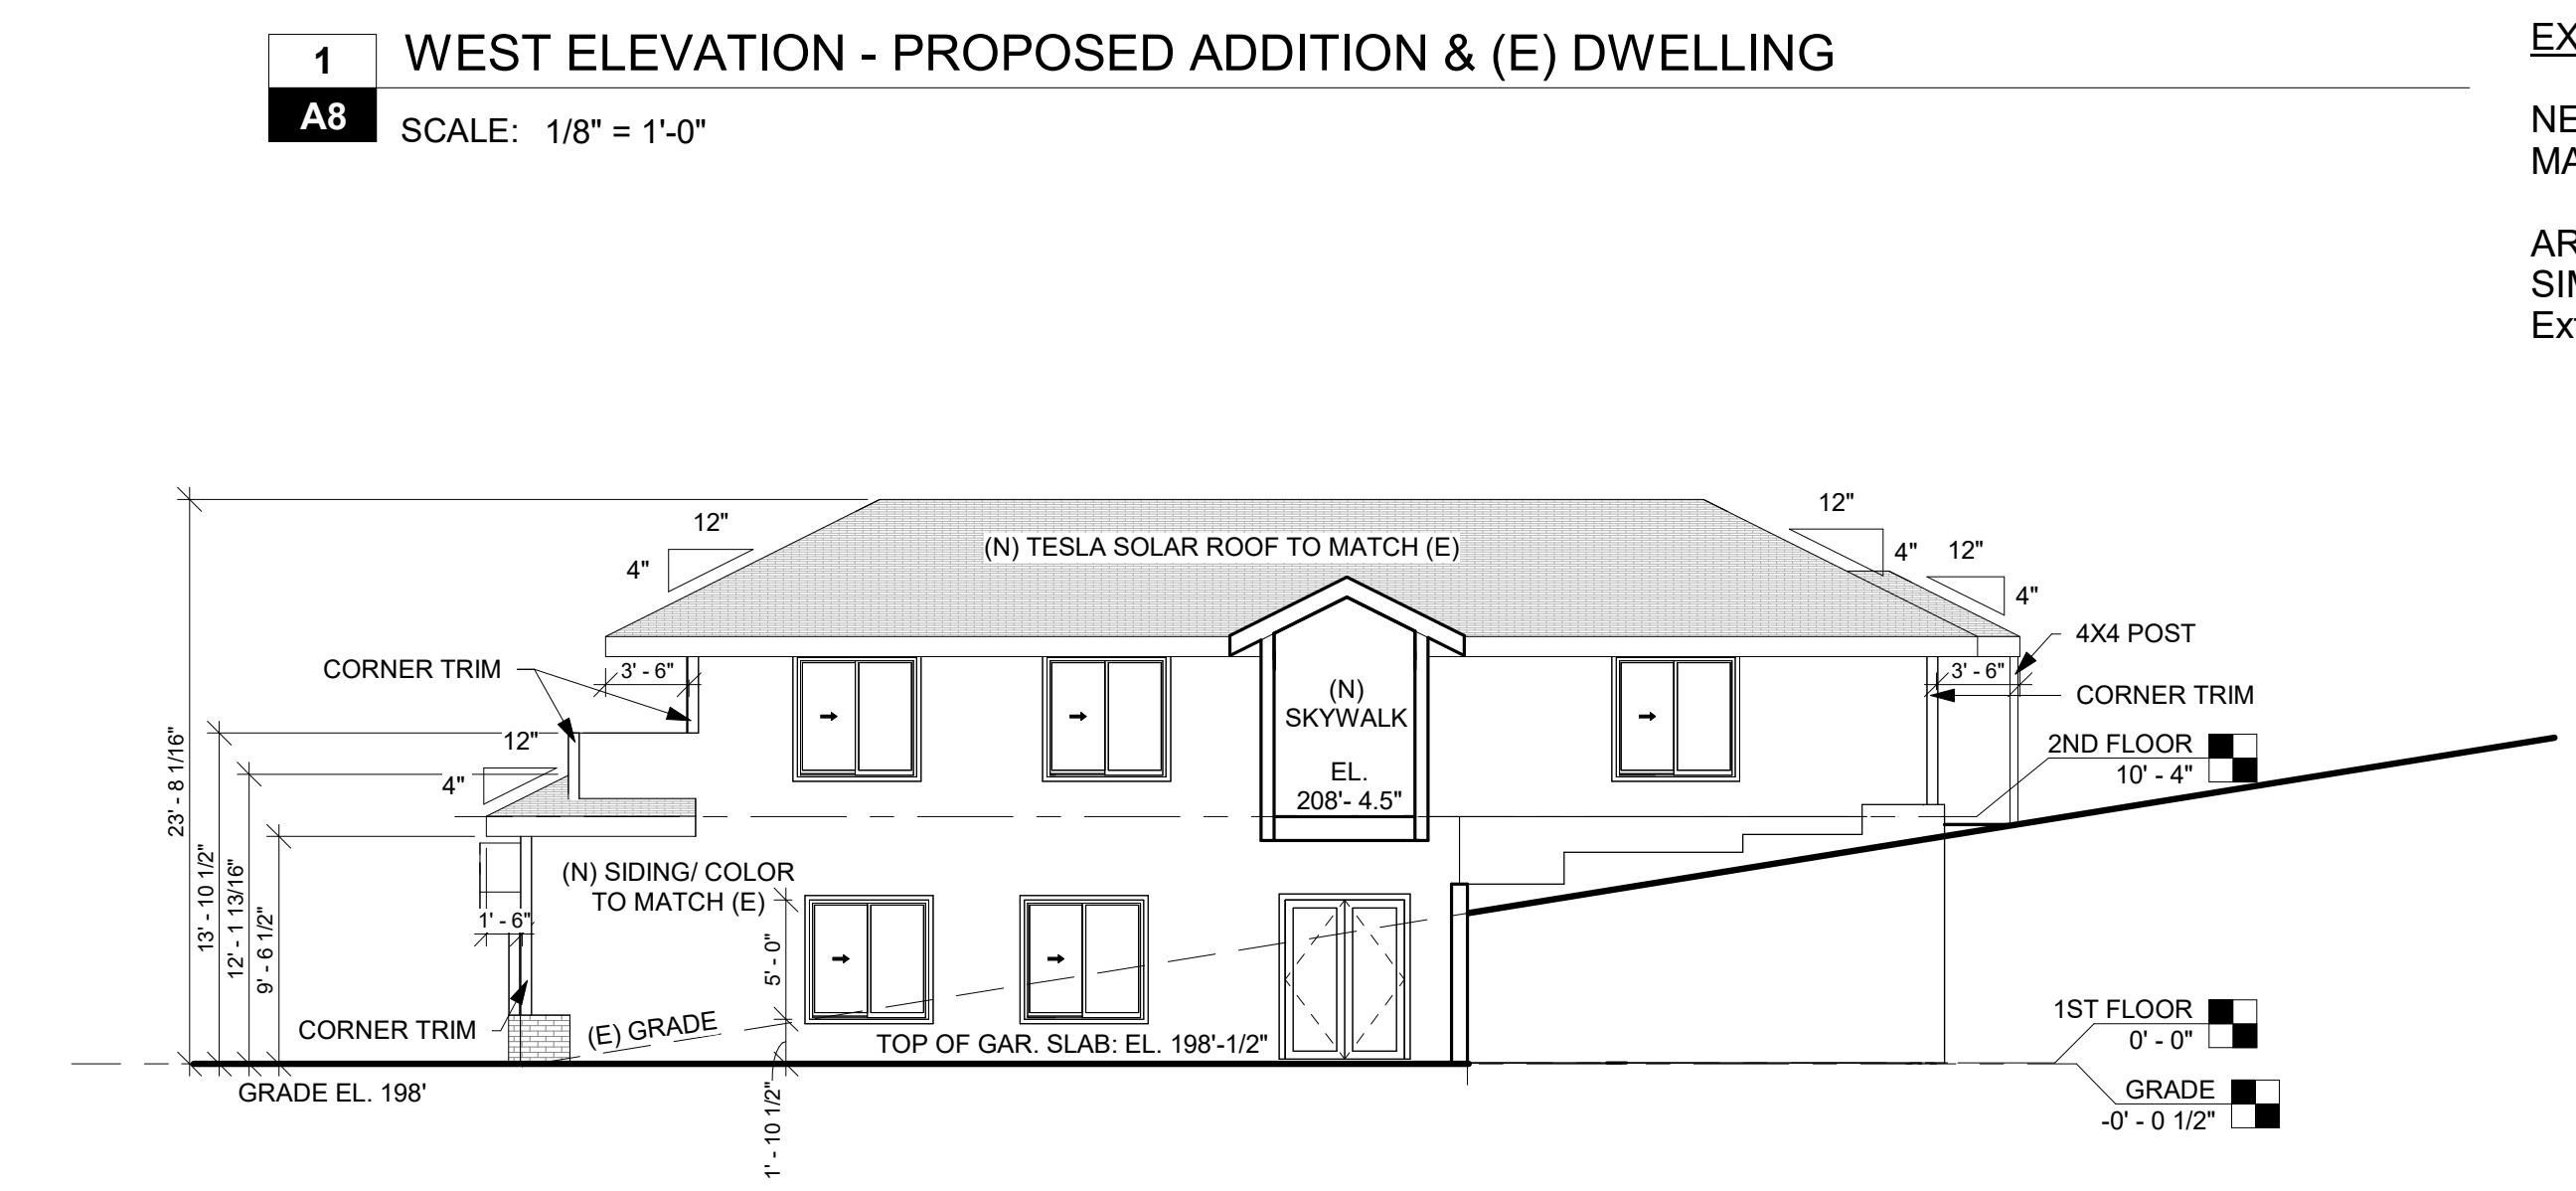 1
A8
WEST ELEVATION - PROPOSED ADDITION & (E) DWELLING
SCALE: 1/8" = 1'-0"
EX
NE
MA
AR
SIM
Ext
12"
4"
(N) TESLA SOLAR ROOF TO MATCH (E)
12"
4"
12"
4"
4X4 POST
CORNER TRIM
3' - 6"
3' - 6"
CORNER TRIM
(N)
SKYWALK
EL.
208'- 4.5"
2ND FLOOR
10' - 4"
12"
4"
23' - 8 1/16"
13' - 10 1/2"
12' - 1 13/16"
9' - 6 1/2"
(N) SIDING/ COLOR
TO MATCH (E)
1' - 6"
5' - 0"
CORNER TRIM
(E) GRADE
TOP OF GAR. SLAB: EL. 198'-1/2"
1ST FLOOR
0' - 0"
GRADE EL. 198'
1' - 10 1/2"
GRADE
-0' - 0 1/2"